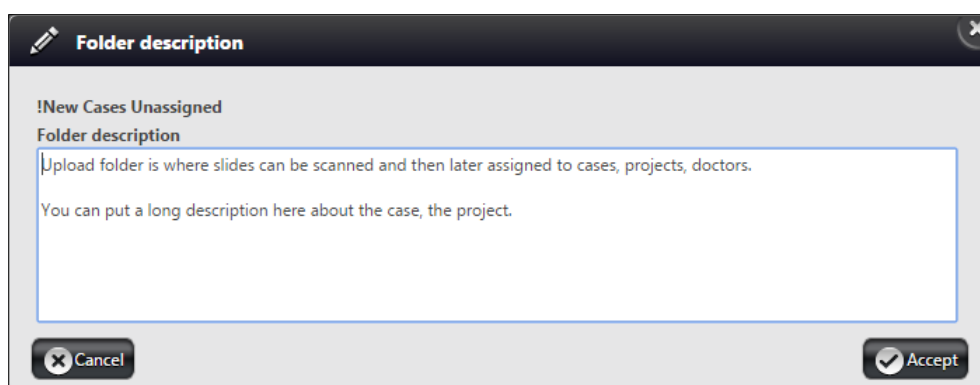 Folder description
!New Cases Unassigned
Folder description
Upload folder is where slides can be scanned and then later assigned to cases, projects, doctors.
You can put a long description here about the case, the project.
Cancel
Accept